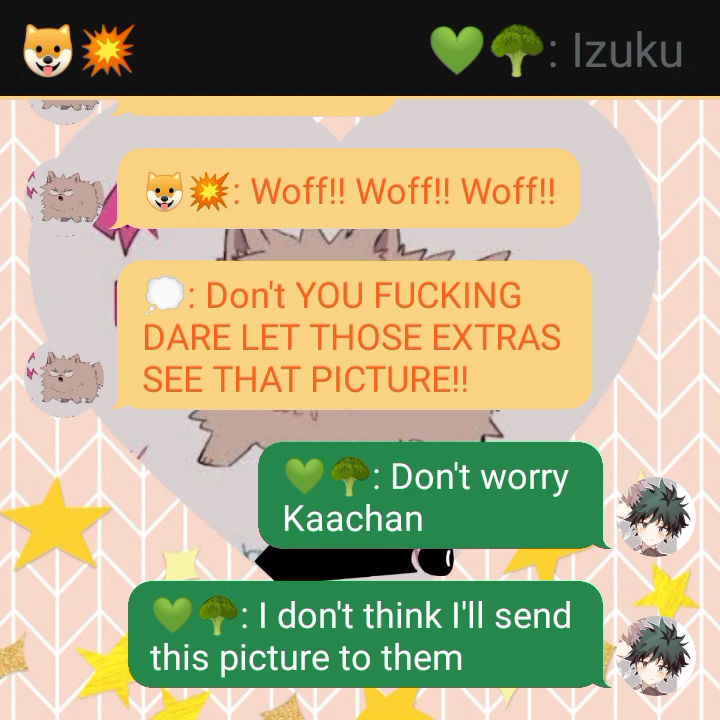 🐶💥
💚🥦: Izuku
🐶💥: Woff!! Woff!! Woff!!
💭: Don't YOU FUCKING
DARE LET THOSE EXTRAS
SEE THAT PICTURE!!
💚🥦: Don't worry
Kaachan
💚🥦: I don't think I'll send
this picture to them